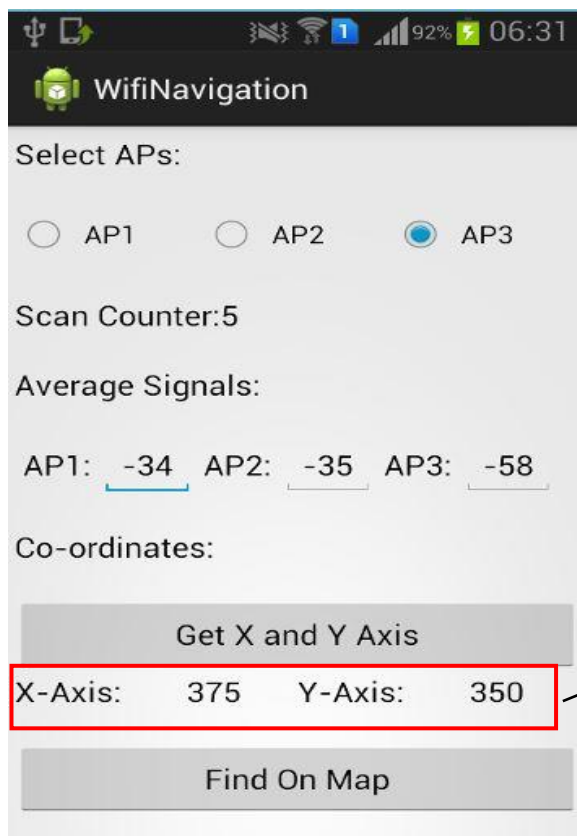 1 92% 06:31
WifiNavigation
Select APs:
AP1 AP2 AP3
Scan Counter:5
Average Signals:
AP1: -34 AP2: -35 AP3: -58
Co-ordinates:
Get X and Y Axis
X-Axis: 375 Y-Axis: 350
Find On Map